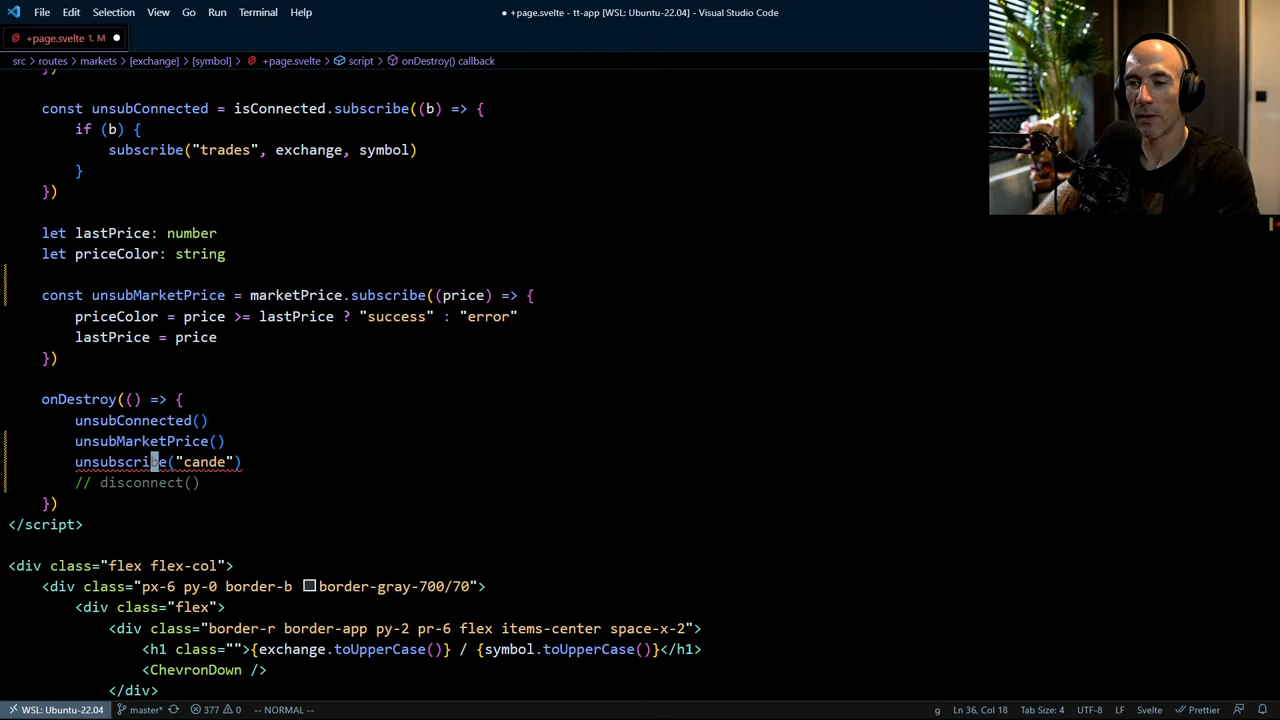 File Edit Selection View Go Run Terminal Help
● +page.svelte - tt-app [WSL: Ubuntu-22.04] - Visual Studio Code
+page.svelte 1, M
src > routes > markets > [exchange] > [symbol] > +page.svelte > script > onDestroy() callback
})
const unsubConnected = isConnected.subscribe((b) => {
if (b) {
subscribe("trades", exchange, symbol)
}
})
let lastPrice: number
let priceColor: string
const unsubMarketPrice = marketPrice.subscribe((price) => {
priceColor = price >= lastPrice ? "success" : "error"
lastPrice = price
})
onDestroy(() => {
unsubConnected()
unsubMarketPrice()
unsubscribe("cande")
// disconnect()
})
</script>
<div class="flex flex-col">
<div class="px-6 py-0 border-b border-gray-700/70">
<div class="flex">
<div class="border-r border-app py-2 pr-6 flex items-center space-x-2">
<h1 class="">{exchange.toUpperCase()} / {symbol.toUpperCase()}</h1>
<ChevronDown />
</div>
WSL: Ubuntu-22.04 master* 377 0 -- NORMAL -- g Ln 36, Col 18 Tab Size: 4 UTF-8 LF Svelte Prettier